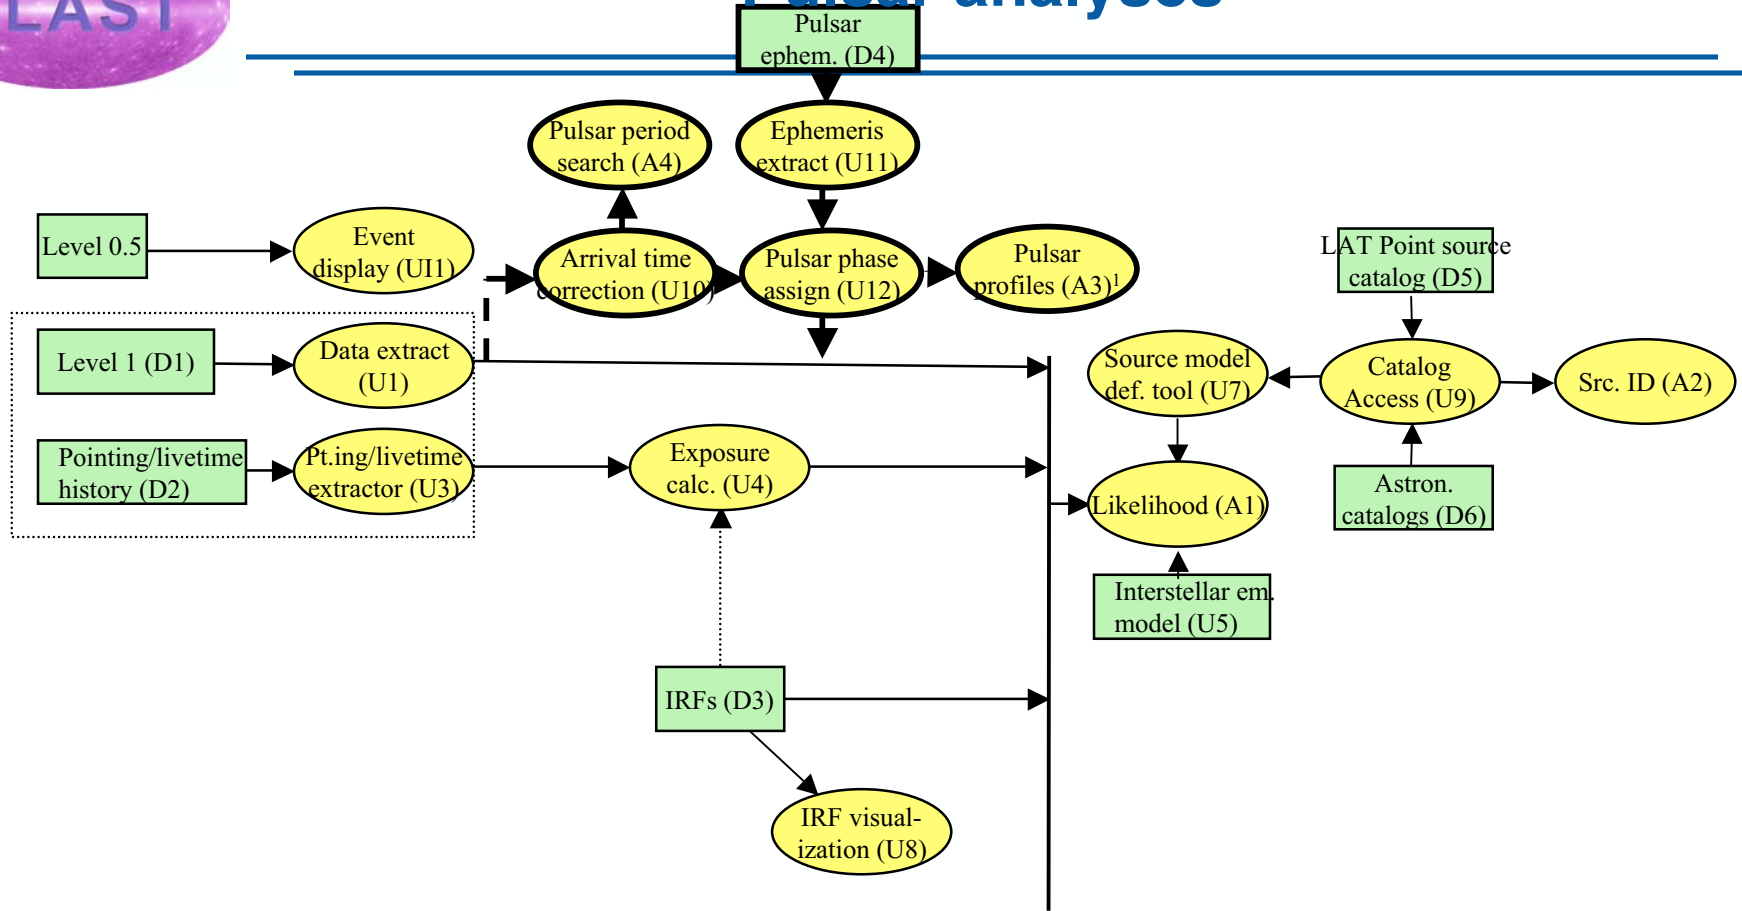 LAST
Pulsar analyses
Pulsar
ephem. (D4)
Pulsar period
search (A4)
Ephemeris
extract (U11)
Level 0.5
Event
display (UI1)
Arrival time
correction (U10)
Pulsar phase
assign (U12)
Pulsar
profiles (A3)¹
LAT Point source
catalog (D5)
Level 1 (D1)
Data extract
(U1)
Source model
def. tool (U7)
Catalog
Access (U9)
Src. ID (A2)
Pointing/livetime
history (D2)
Pt.ing/livetime
extractor (U3)
Exposure
calc. (U4)
Likelihood (A1)
Astron.
catalogs (D6)
Interstellar em.
model (U5)
IRFs (D3)
IRF visual-
ization (U8)